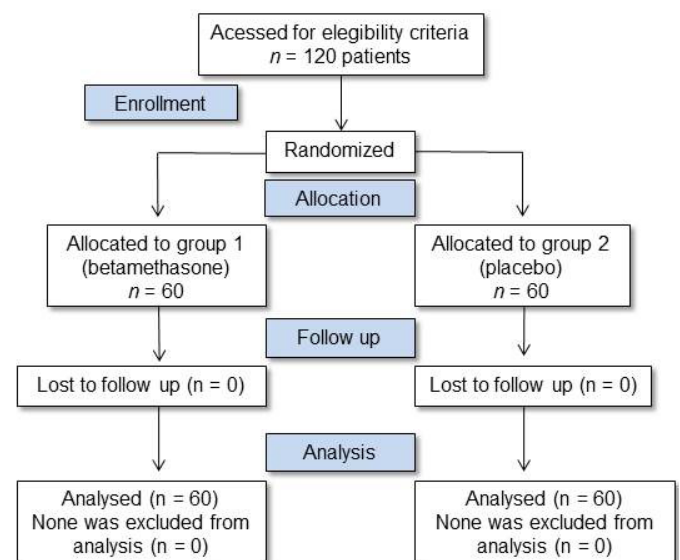 Acessed for elegibility criteria
n = 120 patients
Enrollment
Randomized
Allocation
Allocated to group 1
(betamethasone)
n = 60
Allocated to group 2
(placebo)
n = 60
Follow up
Lost to follow up (n = 0)
Lost to follow up (n = 0)
Analysis
Analysed (n = 60)
None was excluded from
analysis (n = 0)
Analysed (n = 60)
None was excluded from
analysis (n = 0)